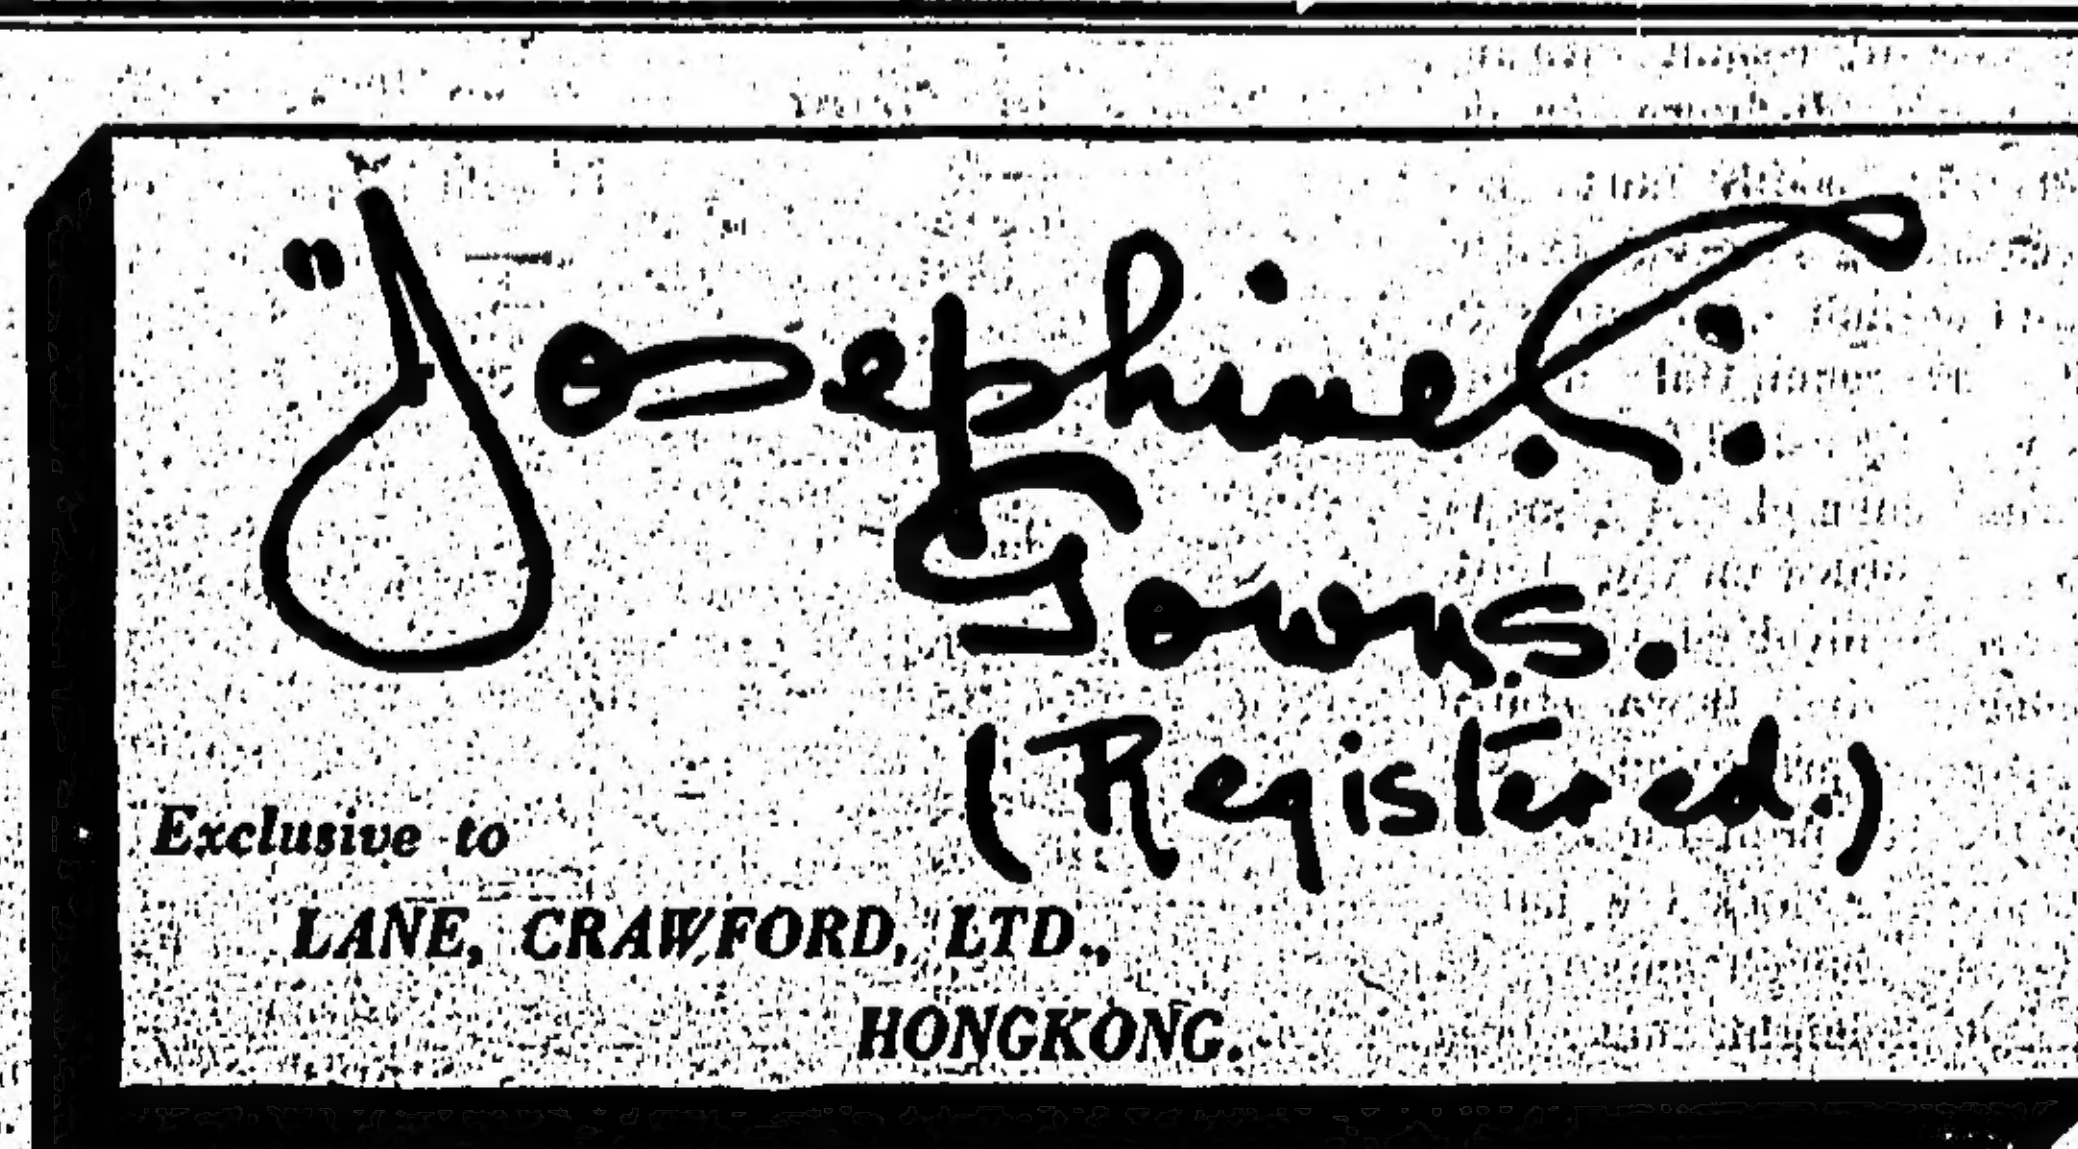 "Josephine"
Gowns.
(Registered.)
Exclusive to
LANE, CRAWFORD, LTD.,
HONGKONG.